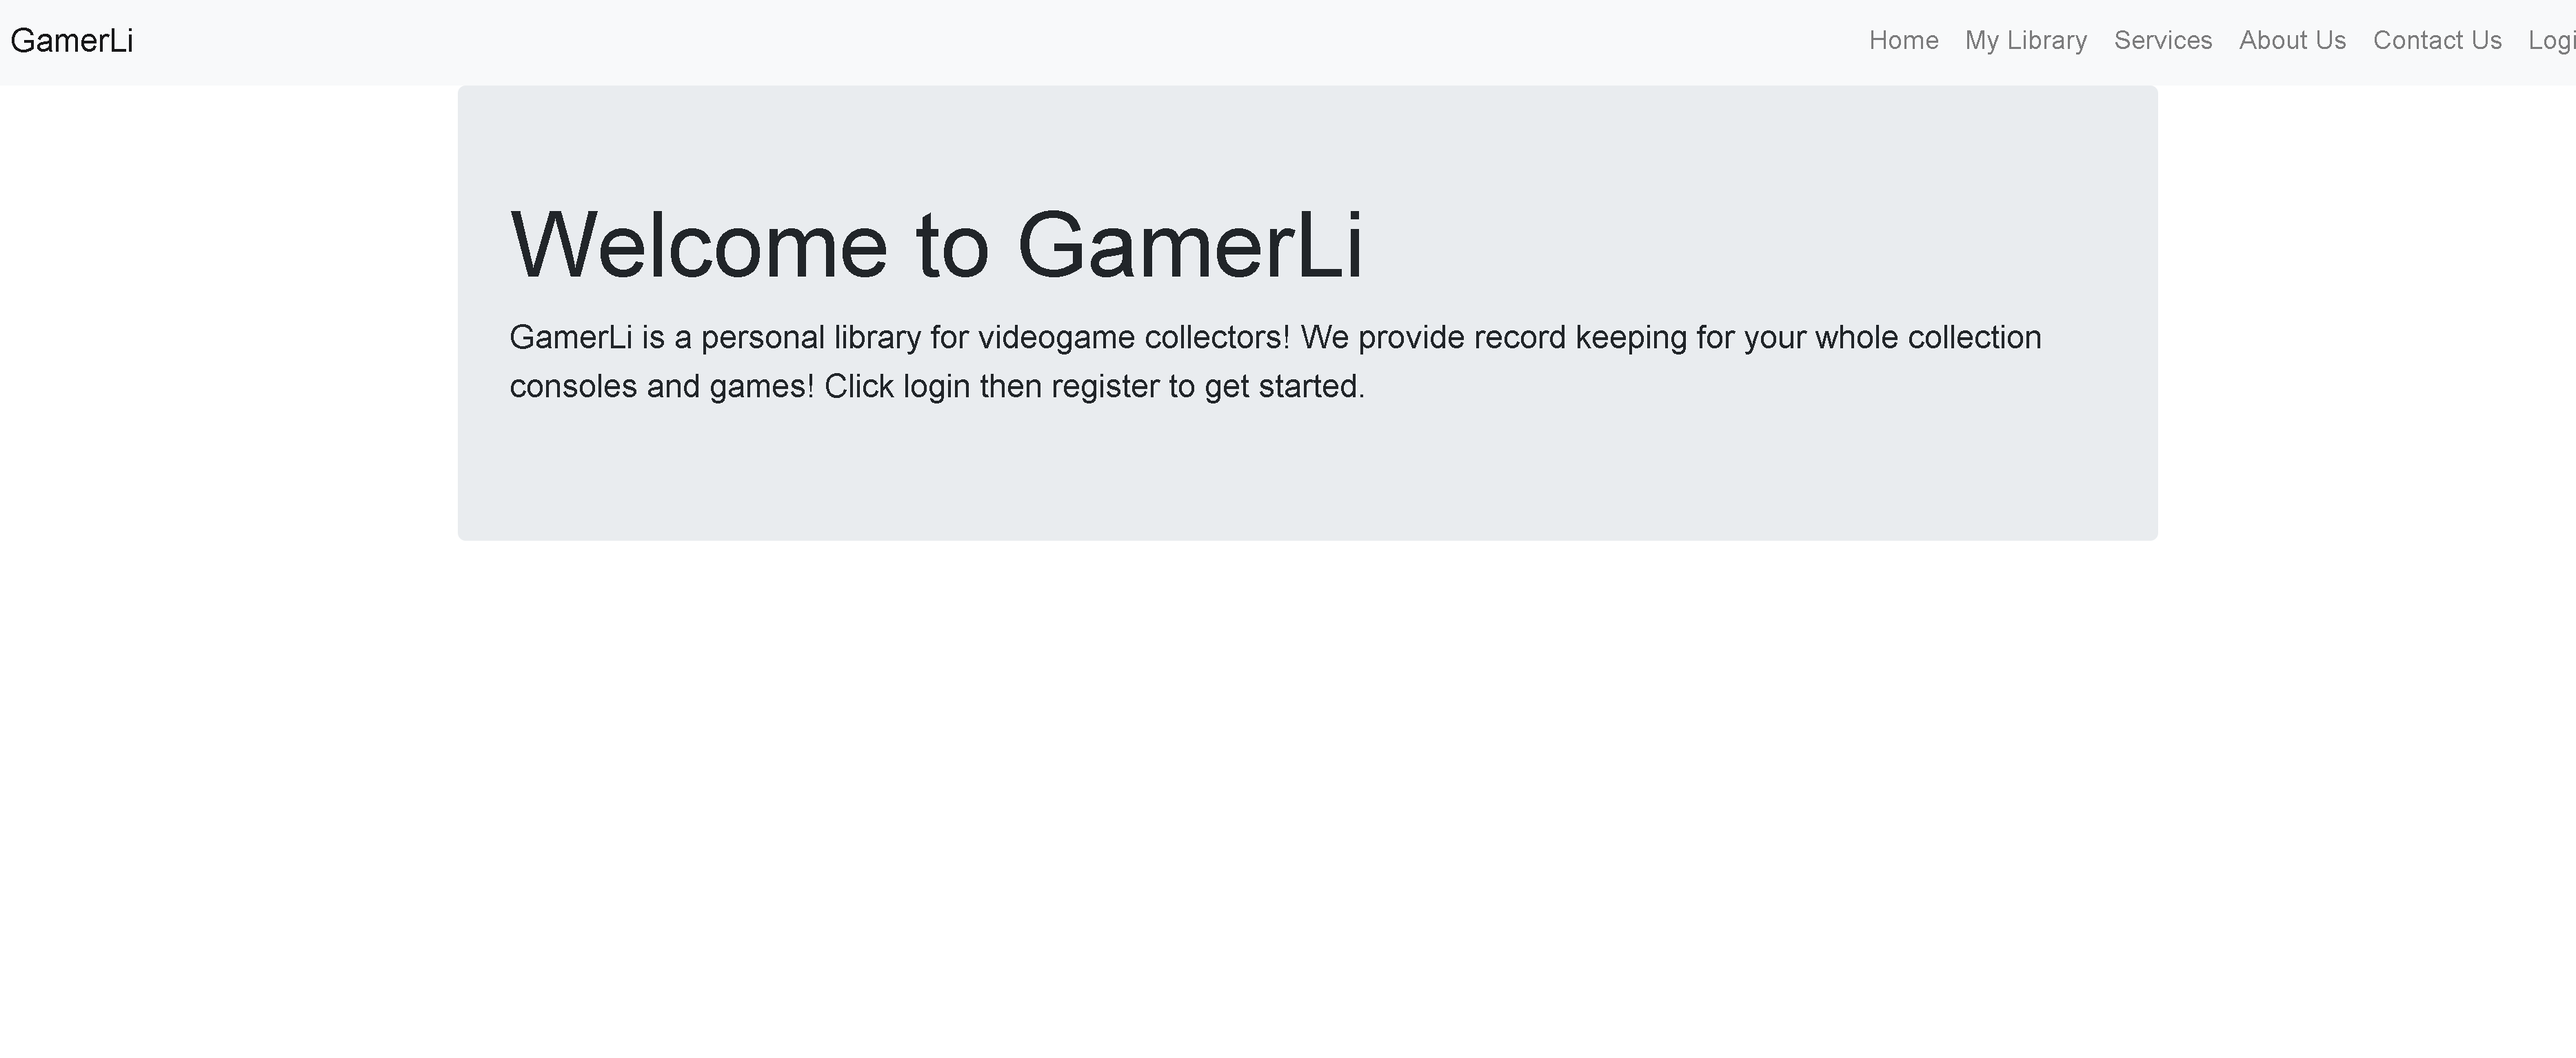 GamerLi
Home My Library Services About Us Contact Us Logi
Welcome to GamerLi
GamerLi is a personal library for videogame collectors! We provide record keeping for your whole collection
consoles and games! Click login then register to get started.